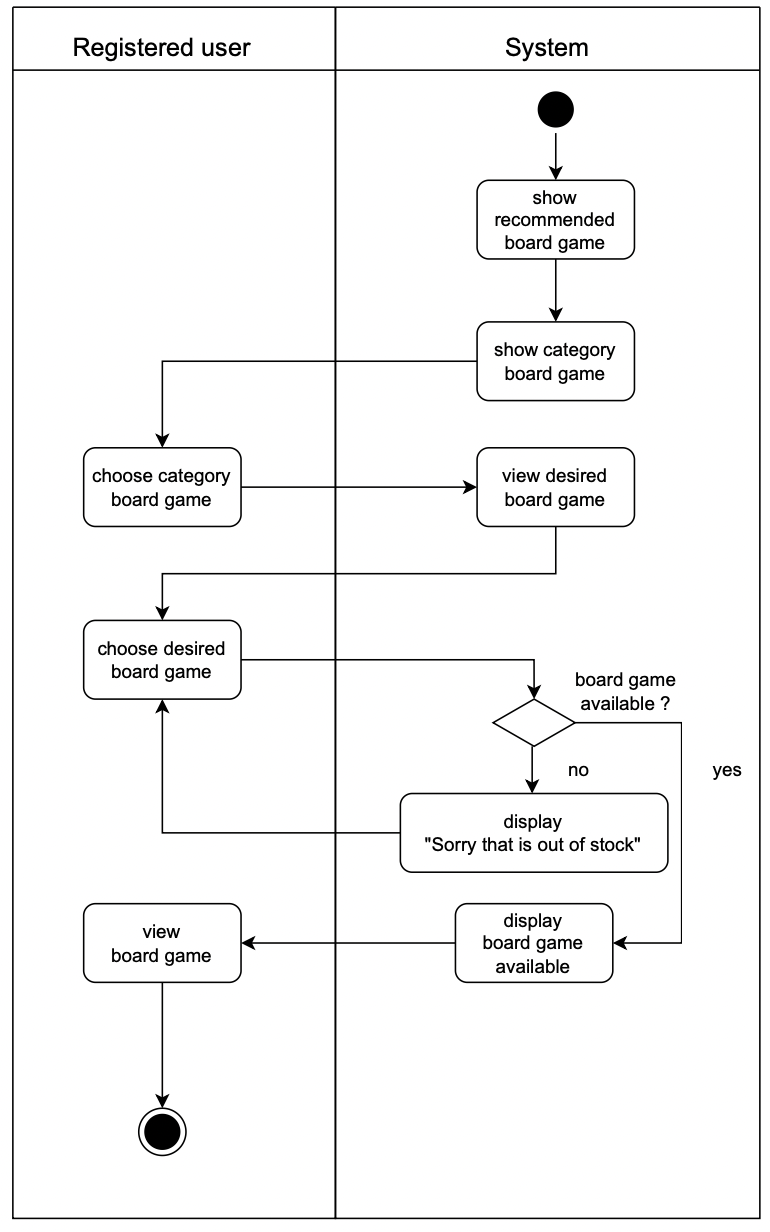 Registered user
System
show
recommended
board game
show category
board game
choose category
board game
view desired
board game
choose desired
board game
board game
available ?
no
yes
display
"Sorry that is out of stock"
view
board game
display
board game
available